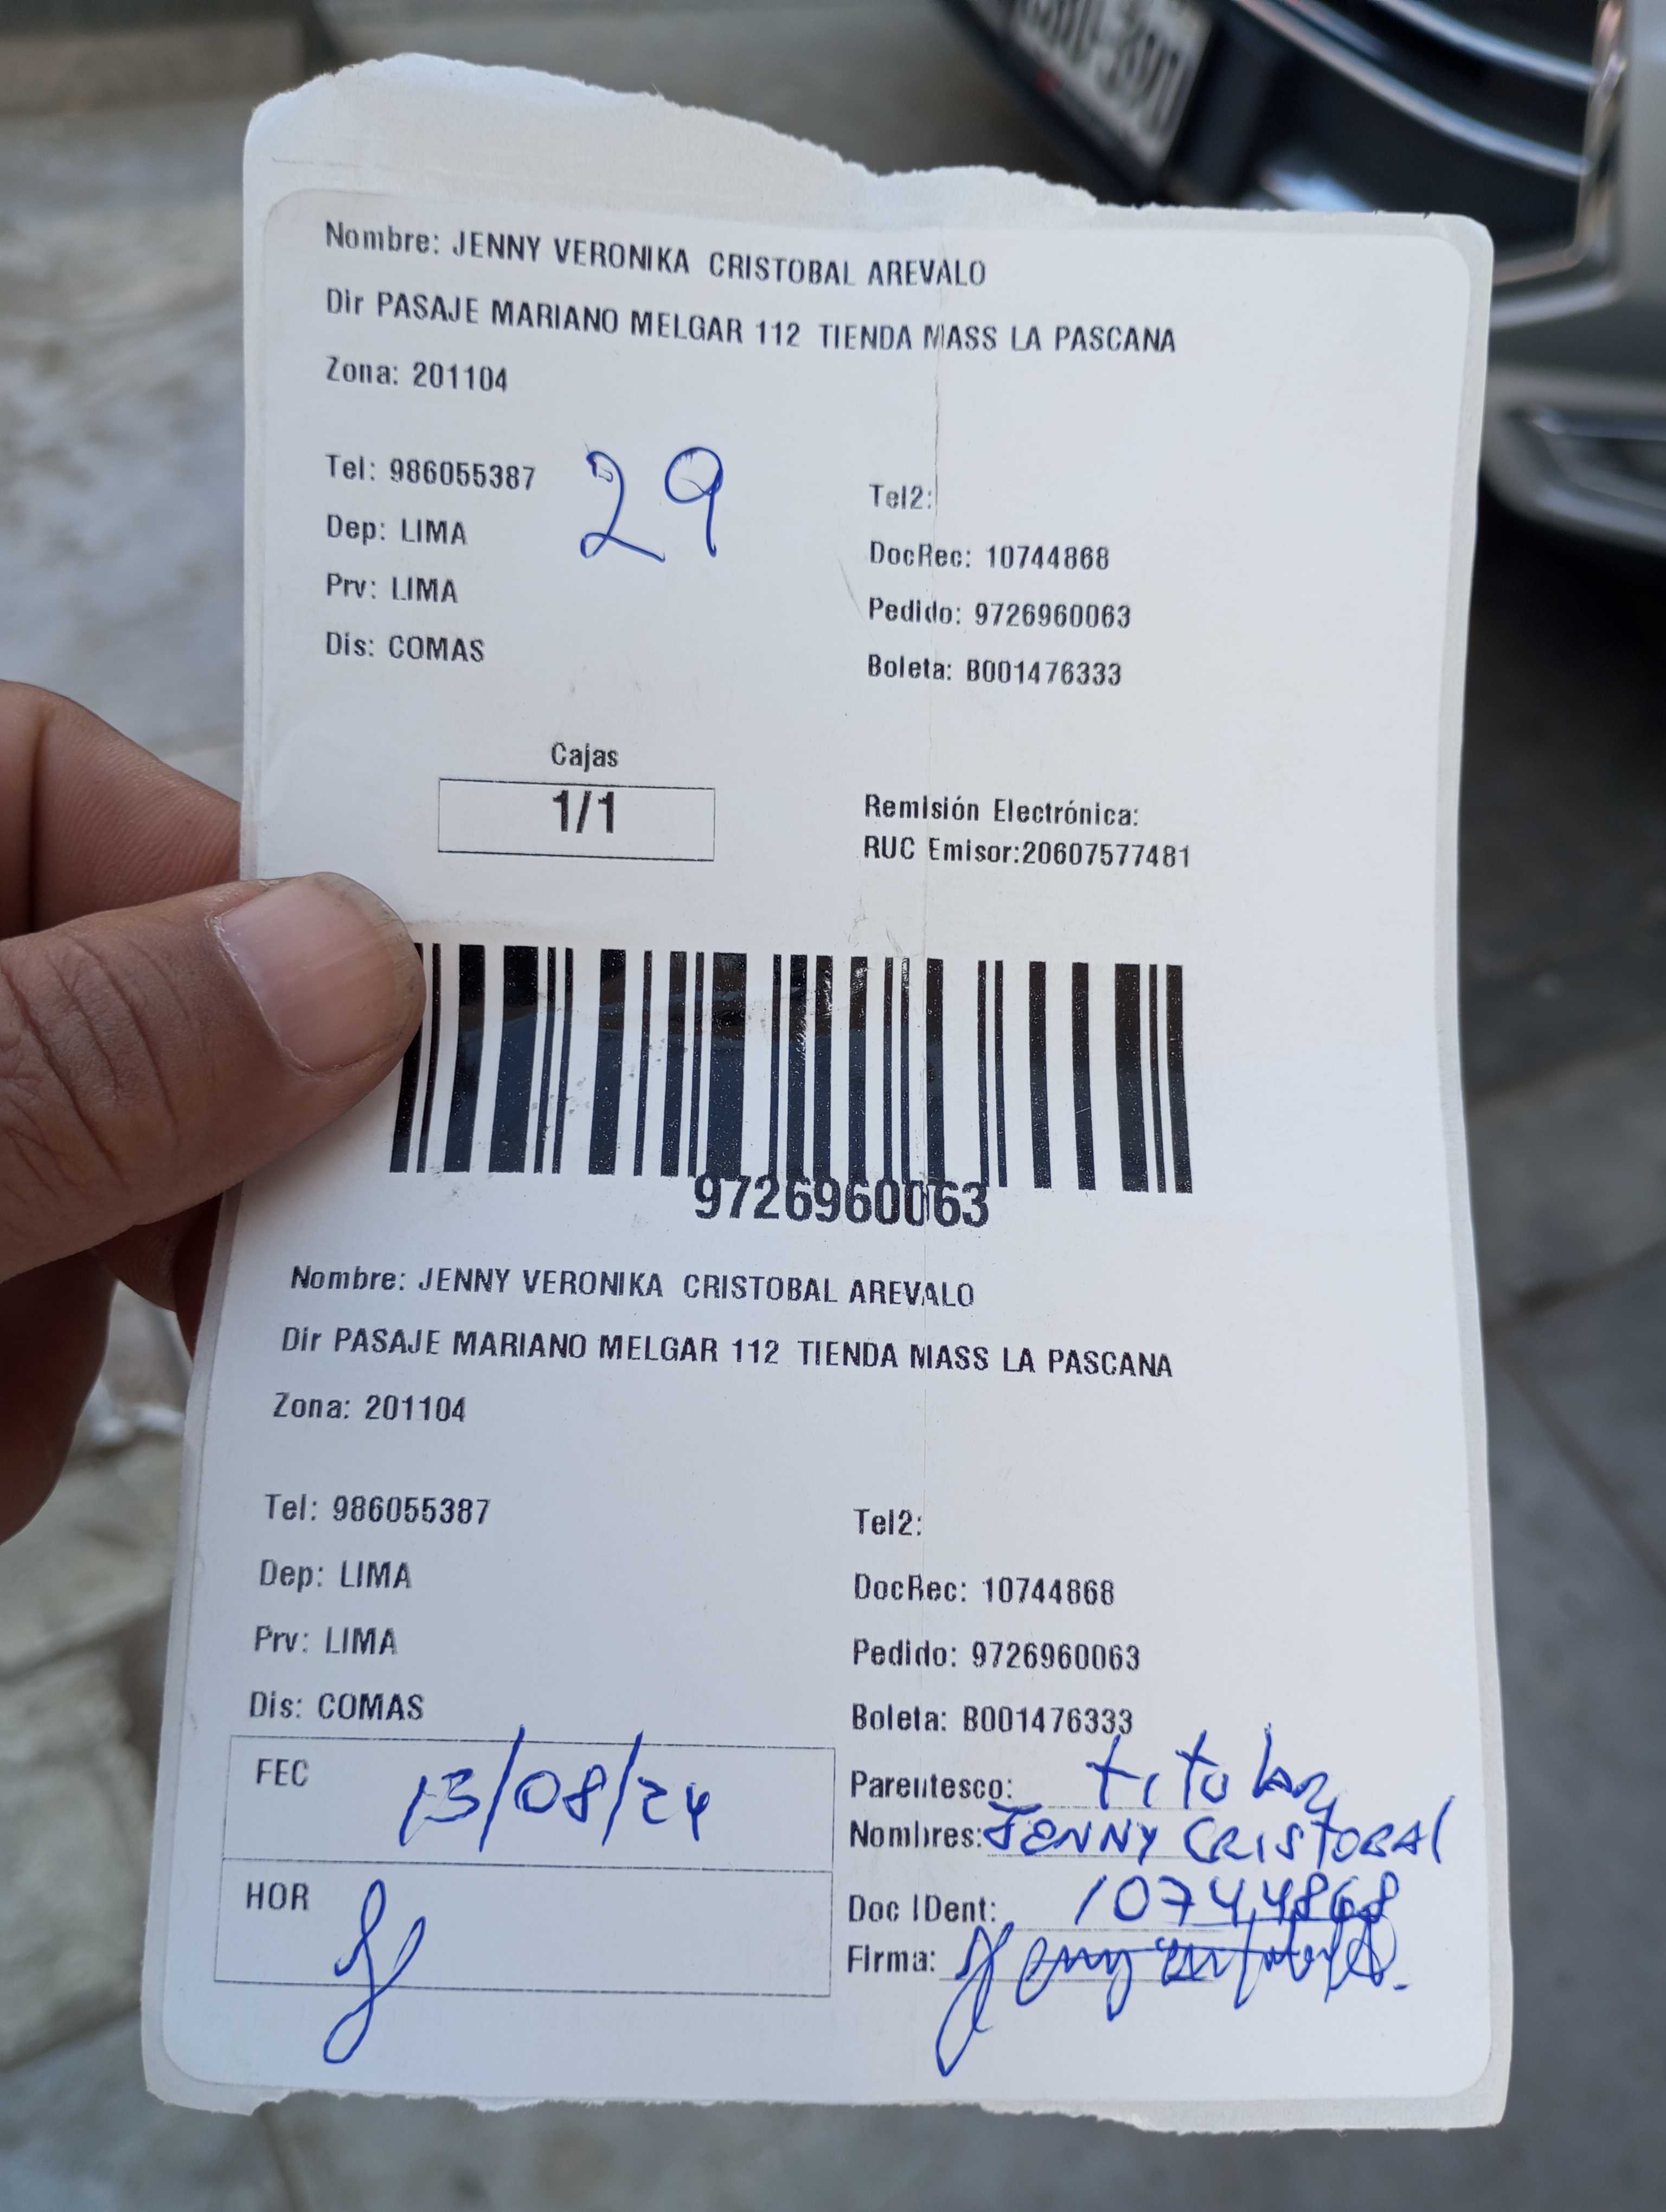 Nombre: JENNY VERONIKA CRISTOBAL AREVALO
Dir PASAJE MARIANO MELGAR 112 TIENDA MASS LA PASCANA
Zona: 201104
Tel: 986055387
29
Tel2:
Dep: LIMA
DocRec: 10744868
Prv: LIMA
Pedido: 9726960063
Dis: COMAS
Boleta: B001476333
Cajas
1/1
Remisión Electrónica:
RUC Emisor:20607577481
9726960063
Nombre: JENNY VERONIKA CRISTOBAL AREVALO
Dir PASAJE MARIANO MELGAR 112 TIENDA MASS LA PASCANA
Zona: 201104
Tel: 986055387
Tel2:
Dep: LIMA
DocRec: 10744868
Prv: LIMA
Pedido: 9726960063
Dis: COMAS
Boleta: B001476333
FEC 13/08/24
Parentesco: titular
Nombres: JENNY CRISTOBAL
HOR
Doc IDent: 10744868
Firma: